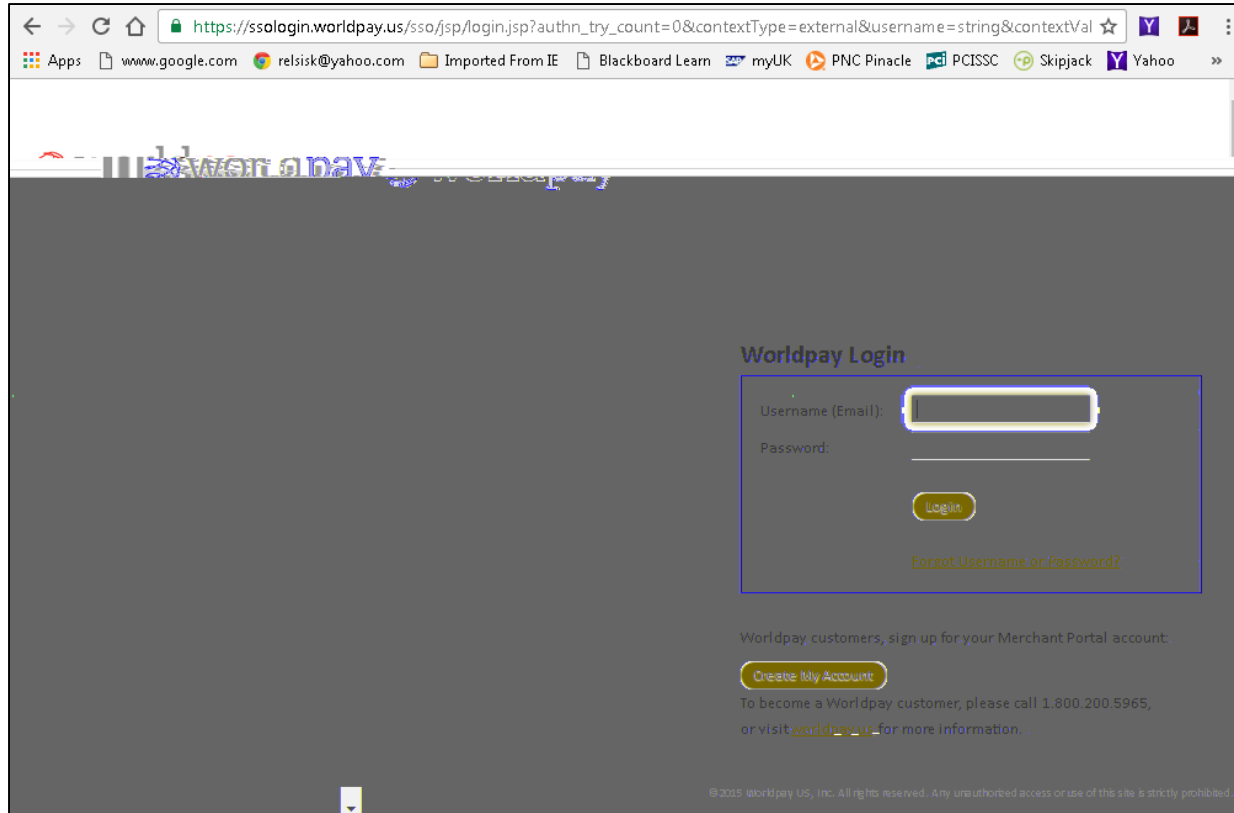 https://ssologin.worldpay.us/sso/jsp/login.jsp?authn_try_count=0&contextType=external&username=string&contextVal
Apps www.google.com relsisk@yahoo.com Imported From IE Blackboard Learn myUK PNC Pinacle PCISSC Skipjack Yahoo »
worldpay
Worldpay Login
Username (Email):
Password:
Login
Forgot Username or Password?
Worldpay customers, sign up for your Merchant Portal account:
Create My Account
To become a Worldpay customer, please call 1.800.200.5965,
or visit worldpay.us for more information.
©2015 Worldpay US, Inc. All rights reserved. Any unauthorized access or use of this site is strictly prohibited.